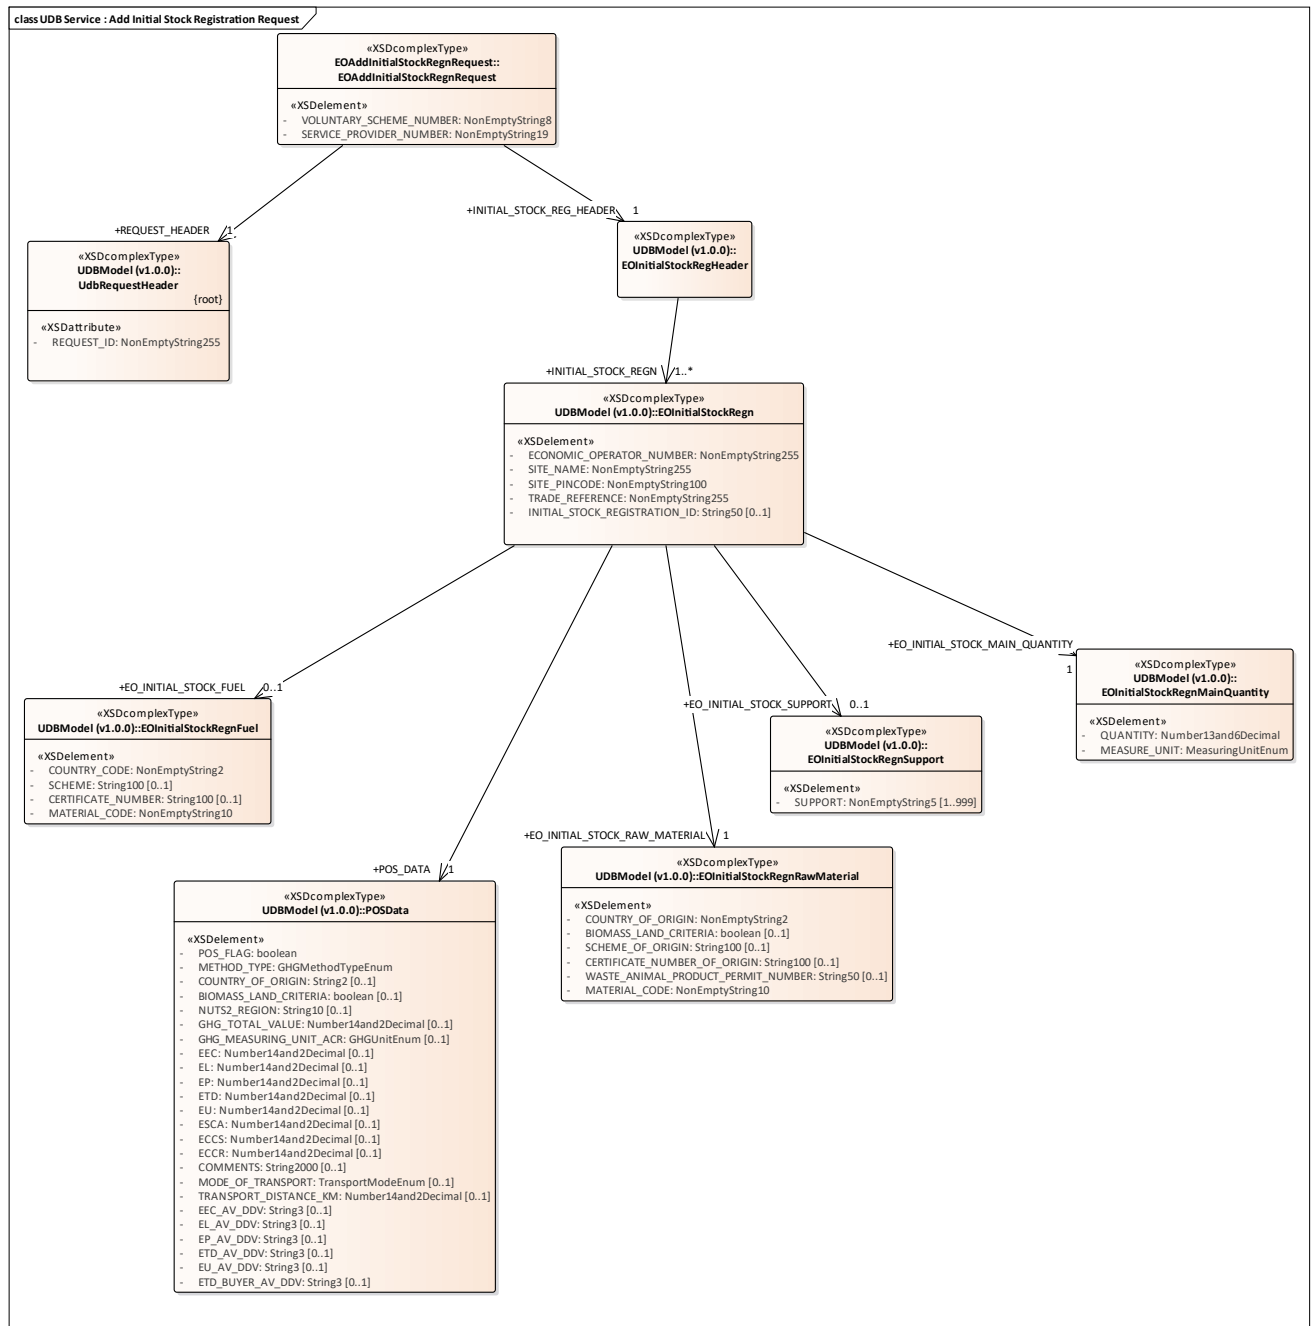 class UDB Service : Add Initial Stock Registration Request
«XSDcomplexType»
EOAddInitialStockRegnRequest::
EOAddInitialStockRegnRequest
«XSDelement»
- VOLUNTARY_SCHEME_NUMBER: NonEmptyString8
- SERVICE_PROVIDER_NUMBER: NonEmptyString19
+REQUEST_HEADER 1
+INITIAL_STOCK_REG_HEADER 1
«XSDcomplexType»
UDBModel (v1.0.0)::
UdbRequestHeader
{root}
«XSDattribute»
- REQUEST_ID: NonEmptyString255
«XSDcomplexType»
UDBModel (v1.0.0)::
EOInitialStockRegHeader
+INITIAL_STOCK_REGN 1..*
«XSDcomplexType»
UDBModel (v1.0.0)::EOInitialStockRegn
«XSDelement»
- ECONOMIC_OPERATOR_NUMBER: NonEmptyString255
- SITE_NAME: NonEmptyString255
- SITE_PINCODE: NonEmptyString100
- TRADE_REFERENCE: NonEmptyString255
- INITIAL_STOCK_REGISTRATION_ID: String50 [0..1]
+EO_INITIAL_STOCK_FUEL 0..1
«XSDcomplexType»
UDBModel (v1.0.0)::EOInitialStockRegnFuel
«XSDelement»
- COUNTRY_CODE: NonEmptyString2
- SCHEME: String100 [0..1]
- CERTIFICATE_NUMBER: String100 [0..1]
- MATERIAL_CODE: NonEmptyString10
+EO_INITIAL_STOCK_MAIN_QUANTITY
1
«XSDcomplexType»
UDBModel (v1.0.0)::
EOInitialStockRegnMainQuantity
«XSDelement»
- QUANTITY: Number13and6Decimal
- MEASURE_UNIT: MeasuringUnitEnum
+EO_INITIAL_STOCK_SUPPORT 0..1
«XSDcomplexType»
UDBModel (v1.0.0)::
EOInitialStockRegnSupport
«XSDelement»
- SUPPORT: NonEmptyString5 [1..999]
+EO_INITIAL_STOCK_RAW_MATERIAL 1
«XSDcomplexType»
UDBModel (v1.0.0)::EOInitialStockRegnRawMaterial
«XSDelement»
- COUNTRY_OF_ORIGIN: NonEmptyString2
- BIOMASS_LAND_CRITERIA: boolean [0..1]
- SCHEME_OF_ORIGIN: String100 [0..1]
- CERTIFICATE_NUMBER_OF_ORIGIN: String100 [0..1]
- WASTE_ANIMAL_PRODUCT_PERMIT_NUMBER: String50 [0..1]
- MATERIAL_CODE: NonEmptyString10
+POS_DATA 1
«XSDcomplexType»
UDBModel (v1.0.0)::POSData
«XSDelement»
- POS_FLAG: boolean
- METHOD_TYPE: GHGMethodTypeEnum
- COUNTRY_OF_ORIGIN: String2 [0..1]
- BIOMASS_LAND_CRITERIA: boolean [0..1]
- NUTS2_REGION: String10 [0..1]
- GHG_TOTAL_VALUE: Number14and2Decimal [0..1]
- GHG_MEASURING_UNIT_ACR: GHGUnitEnum [0..1]
- EEC: Number14and2Decimal [0..1]
- EL: Number14and2Decimal [0..1]
- EP: Number14and2Decimal [0..1]
- ETD: Number14and2Decimal [0..1]
- EU: Number14and2Decimal [0..1]
- ESCA: Number14and2Decimal [0..1]
- ECCS: Number14and2Decimal [0..1]
- ECCR: Number14and2Decimal [0..1]
- COMMENTS: String2000 [0..1]
- MODE_OF_TRANSPORT: TransportModeEnum [0..1]
- TRANSPORT_DISTANCE_KM: Number14and2Decimal [0..1]
- EEC_AV_DDV: String3 [0..1]
- EL_AV_DDV: String3 [0..1]
- EP_AV_DDV: String3 [0..1]
- ETD_AV_DDV: String3 [0..1]
- EU_AV_DDV: String3 [0..1]
- ETD_BUYER_AV_DDV: String3 [0..1]